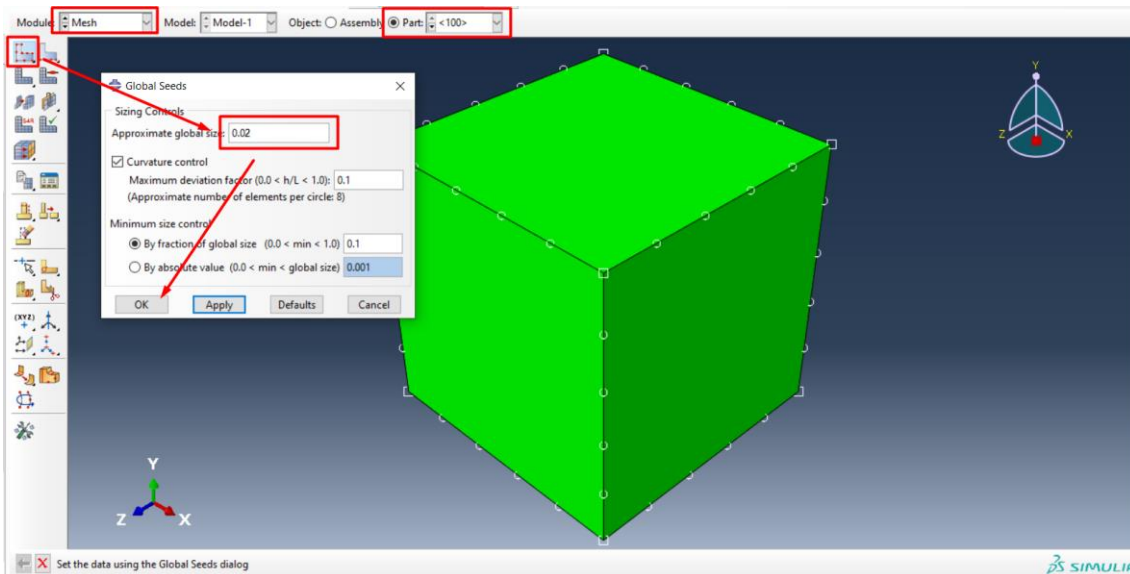 Module: Mesh Model: Model-1 Object: Assembly Part: <100>
Global Seeds
Sizing Controls
Approximate global size: 0.02
Curvature control
Maximum deviation factor (0.0 < h/L < 1.0): 0.1
(Approximate number of elements per circle: 8)
Minimum size control
By fraction of global size (0.0 < min < 1.0) 0.1
By absolute value (0.0 < min < global size) 0.001
OK Apply Defaults Cancel
Y
Z X
(XYZ)
Y
Z X
Set the data using the Global Seeds dialog
SIMULIA